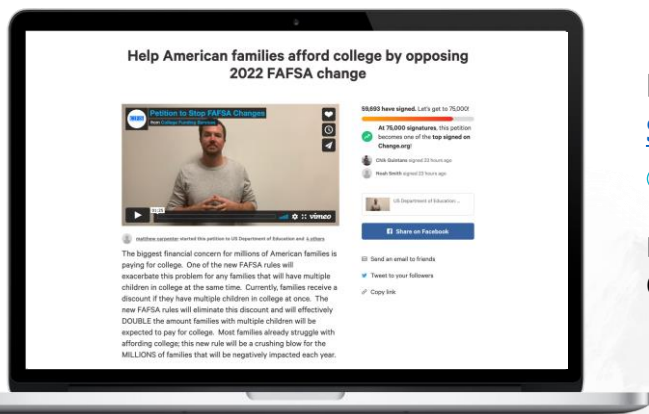 Help American families afford college by opposing
2022 FAFSA change
Petition to Stop FAFSA Changes
from College Funding Services
01:25
vimeo
matthew carpenter started this petition to US Department of Education and 4 others
The biggest financial concern for millions of American families is
paying for college. One of the new FAFSA rules will
exacerbate this problem for any families that will have multiple
children in college at the same time. Currently, families receive a
discount if they have multiple children in college at once. The
new FAFSA rules will eliminate this discount and will effectively
DOUBLE the amount families with multiple children will be
expected to pay for college. Most families already struggle with
affording college; this new rule will be a crushing blow for the
MILLIONS of families that will be negatively impacted each year.
59,693 have signed. Let's get to 75,000!
At 75,000 signatures, this petition
becomes one of the top signed on
Change.org!
signed 23 hours ago
Noah Smith signed 23 hours ago
US Department of Education: ...
Share on Facebook
Send an email to friends
Tweet to your followers
Copy link